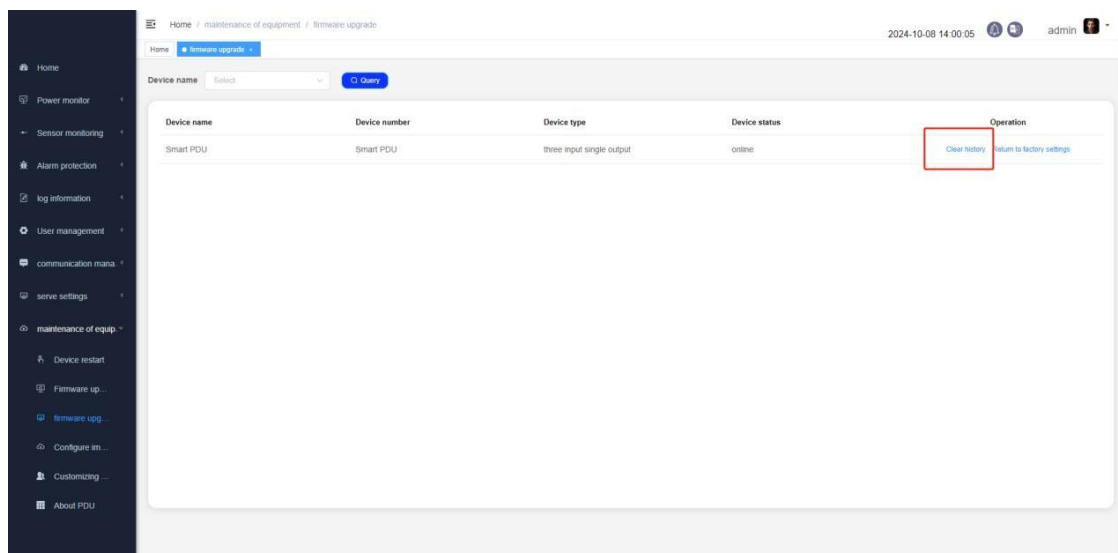 Home / maintenance of equipment / firmware upgrade
2024-10-08 14:00:05
admin
Home
firmware upgrade ×
Home
Power monitor
Sensor monitoring
Alarm protection
log information
User management
communication mana.
serve settings
maintenance of equip.
Device restart
Firmware up...
firmware upg...
Configure im...
Customizing ...
About PDU
Device name Select Query
Device name Device number Device type Device status Operation
Smart PDU Smart PDU three input single output online Clear history Return to factory settings